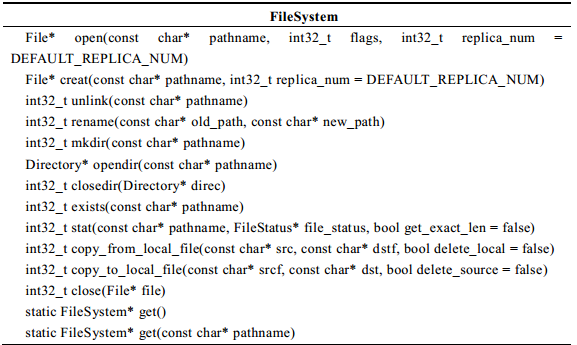 FileSystem
File* open(const char* pathname, int32_t flags, int32_t replica_num =
DEFAULT_REPLICA_NUM)
File* creat(const char* pathname, int32_t replica_num = DEFAULT_REPLICA_NUM)
int32_t unlink(const char* pathname)
int32_t rename(const char* old_path, const char* new_path)
int32_t mkdir(const char* pathname)
Directory* opendir(const char* pathname)
int32_t closedir(Directory* direc)
int32_t exists(const char* pathname)
int32_t stat(const char* pathname, FileStatus* file_status, bool get_exact_len = false)
int32_t copy_from_local_file(const char* src, const char* dstf, bool delete_local = false)
int32_t copy_to_local_file(const char* srcf, const char* dst, bool delete_source = false)
int32_t close(File* file)
static FileSystem* get()
static FileSystem* get(const char* pathname)